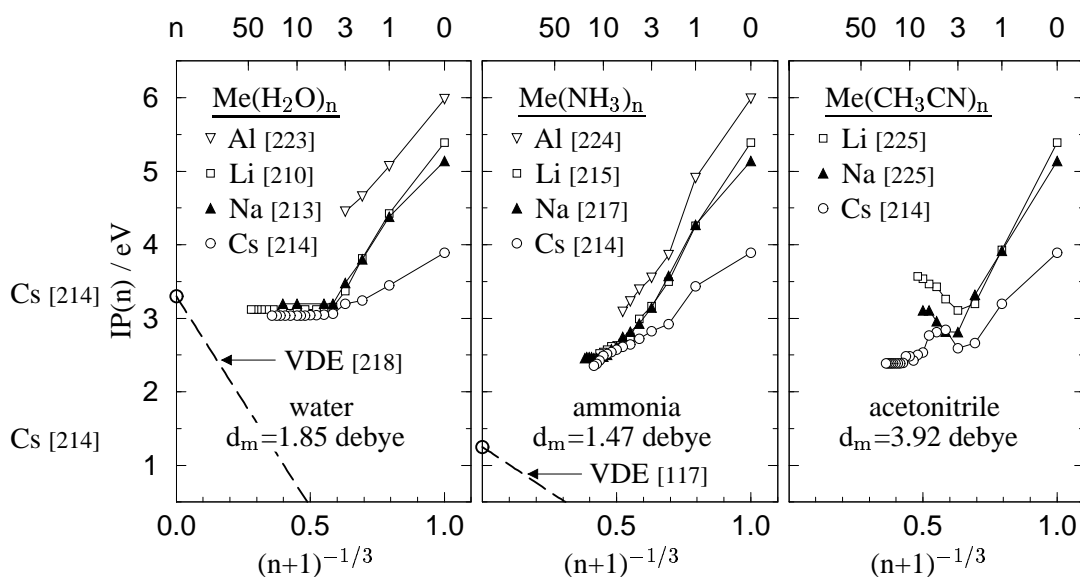 n 50 10 3 1 0 50 10 3 1 0 50 10 3 1 0
6
5
4
3
2
1
IP(n) / eV
Cs [214]
Cs [214]
Me(H₂O)ₙ
Al [223]
Li [210]
Na [213]
Cs [214]
VDE [218]
water
dₘ=1.85 debye
Me(NH₃)ₙ
Al [224]
Li [215]
Na [217]
Cs [214]
ammonia
dₘ=1.47 debye
VDE [117]
Me(CH₃CN)ₙ
Li [225]
Na [225]
Cs [214]
acetonitrile
dₘ=3.92 debye
0.0 0.5 1.0 0.5 1.0 0.5 1.0
(n+1)⁻¹/³ (n+1)⁻¹/³ (n+1)⁻¹/³